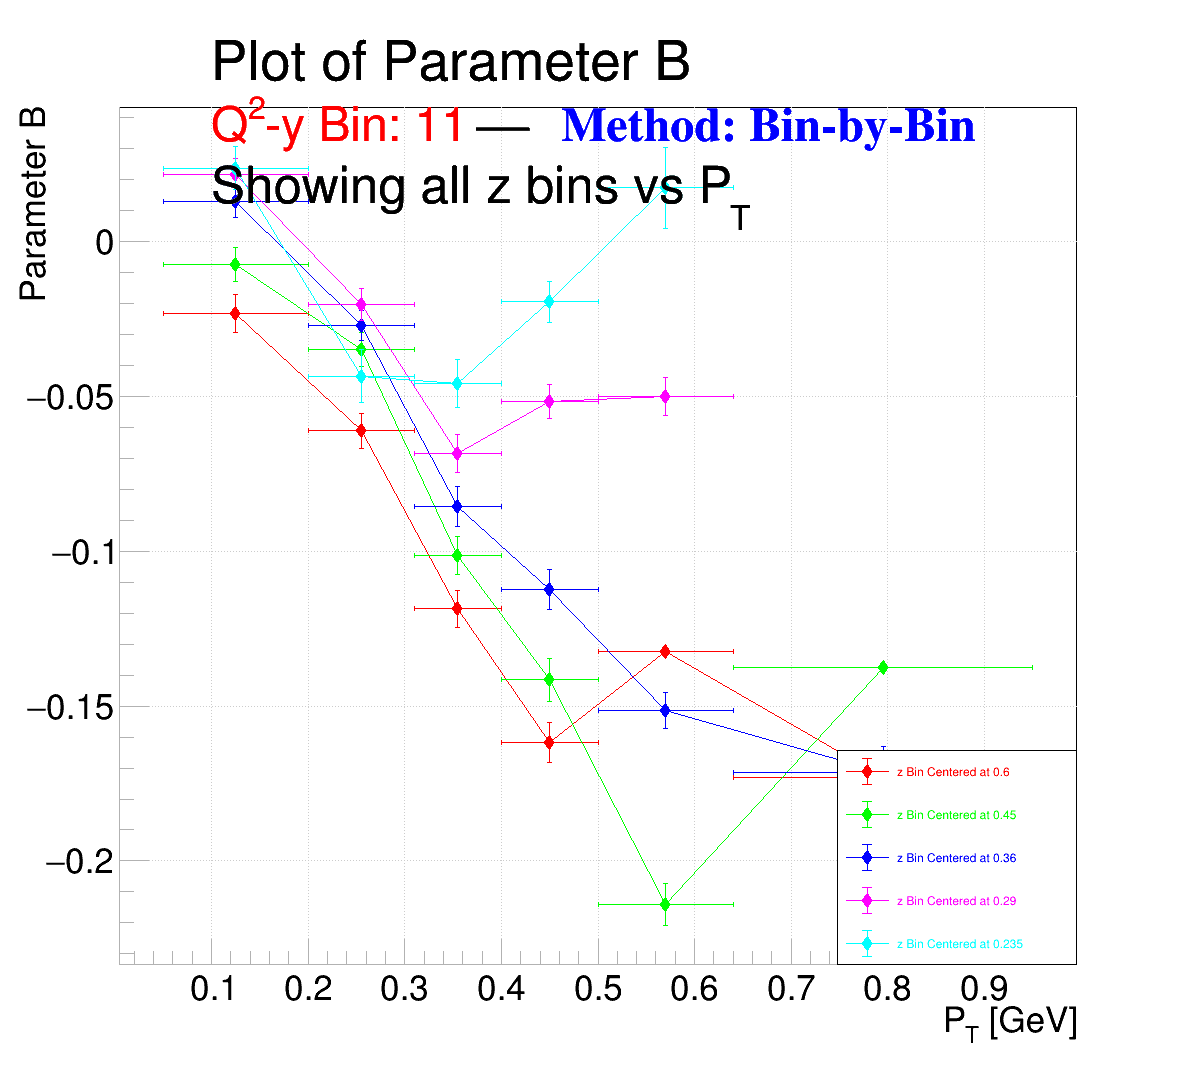 Plot of Parameter B
Q²-y Bin: 11 — Method: Bin-by-Bin
Showing all z bins vs P_T
Parameter B
0
−0.05
−0.1
−0.15
−0.2
z Bin Centered at 0.6
z Bin Centered at 0.45
z Bin Centered at 0.36
z Bin Centered at 0.29
z Bin Centered at 0.235
0.1 0.2 0.3 0.4 0.5 0.6 0.7 0.8 0.9
P_T [GeV]